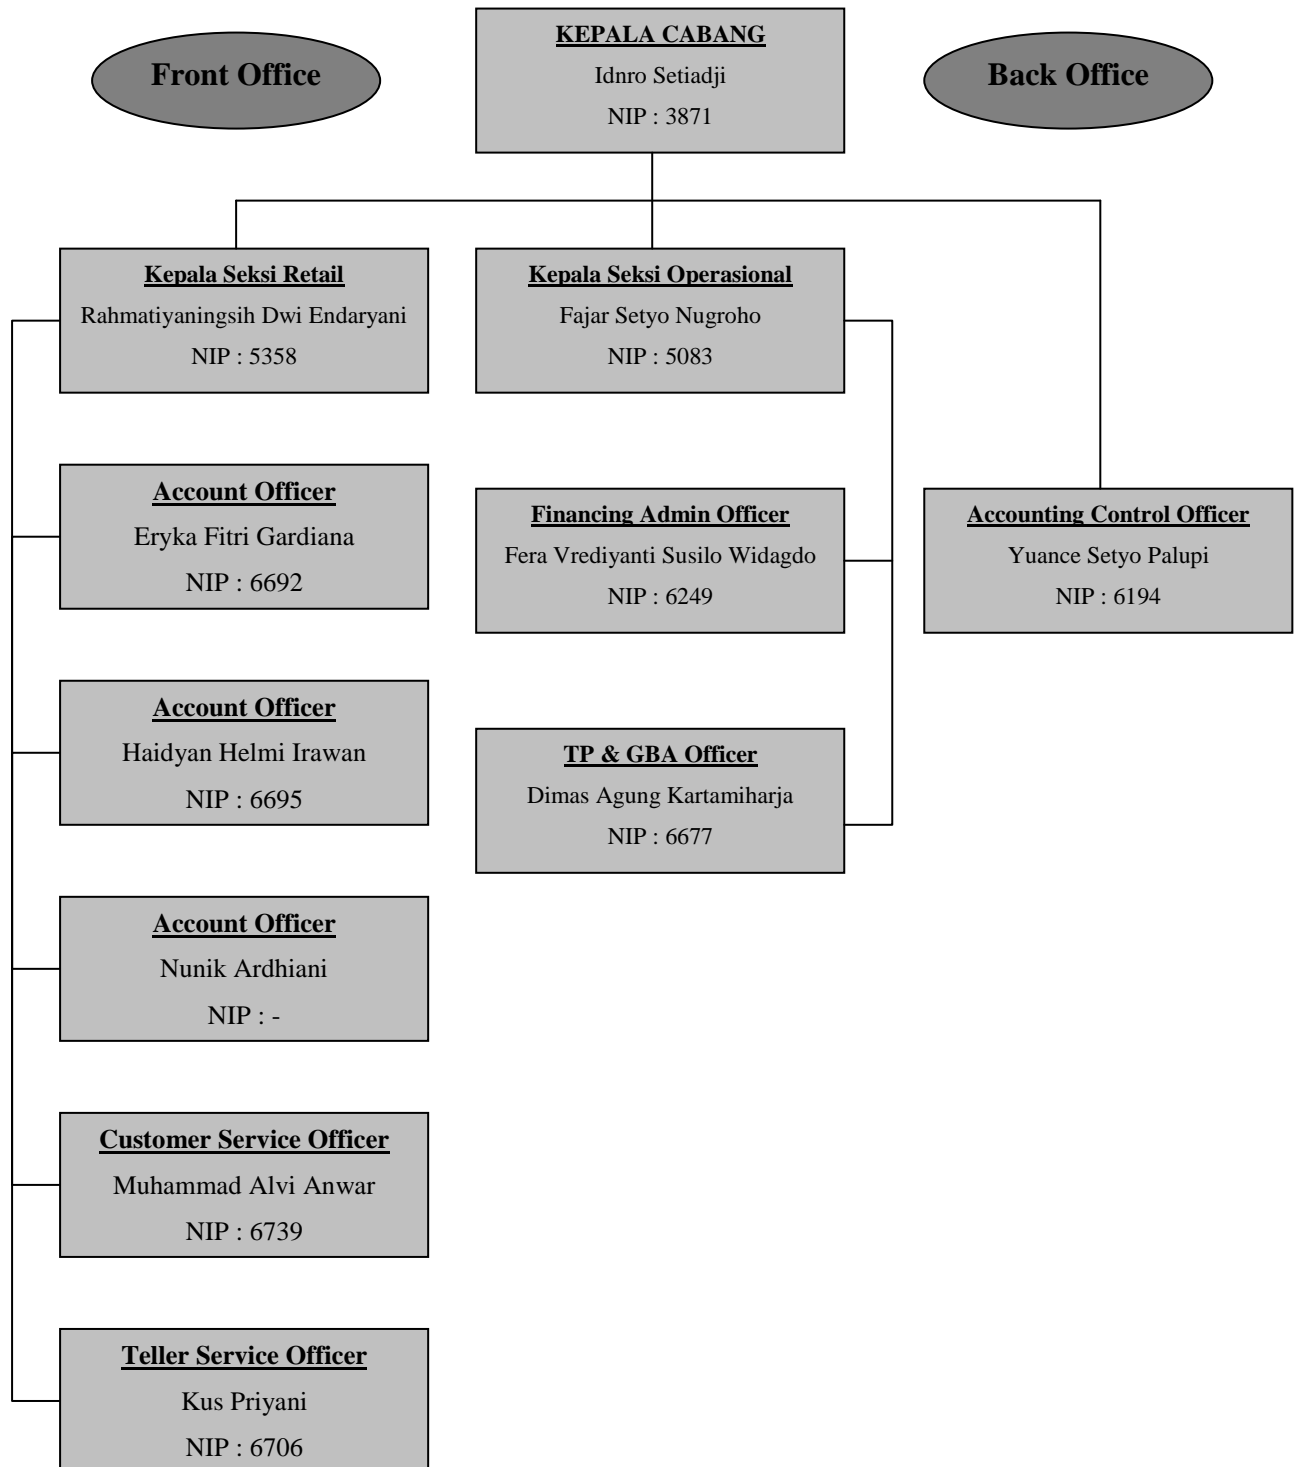 Front Office
KEPALA CABANG
Idnro Setiadji
NIP : 3871
Back Office
Kepala Seksi Retail
Rahmatiyaningsih Dwi Endaryani
NIP : 5358
Kepala Seksi Operasional
Fajar Setyo Nugroho
NIP : 5083
Account Officer
Eryka Fitri Gardiana
NIP : 6692
Financing Admin Officer
Fera Vrediyanti Susilo Widagdo
NIP : 6249
Accounting Control Officer
Yuance Setyo Palupi
NIP : 6194
Account Officer
Haidyan Helmi Irawan
NIP : 6695
TP & GBA Officer
Dimas Agung Kartamiharja
NIP : 6677
Account Officer
Nunik Ardhiani
NIP : -
Customer Service Officer
Muhammad Alvi Anwar
NIP : 6739
Teller Service Officer
Kus Priyani
NIP : 6706